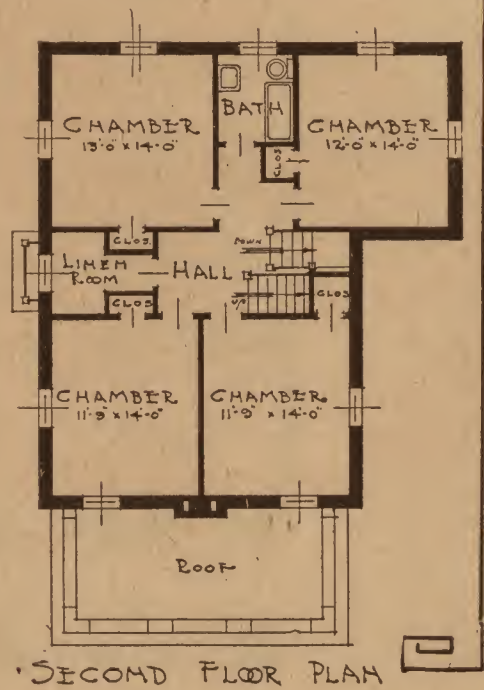 BATH
CHAMBER
13'-0" x 14'-0"
CHAMBER
12'-0" x 14'-0"
CLOS.
CLOS.
DOWN
LINEN
ROOM
HALL
CLOS.
UP
CLOS.
CHAMBER
11'-9" x 14'-0"
CHAMBER
11'-9" x 14'-0"
ROOF
SECOND FLOOR PLAN